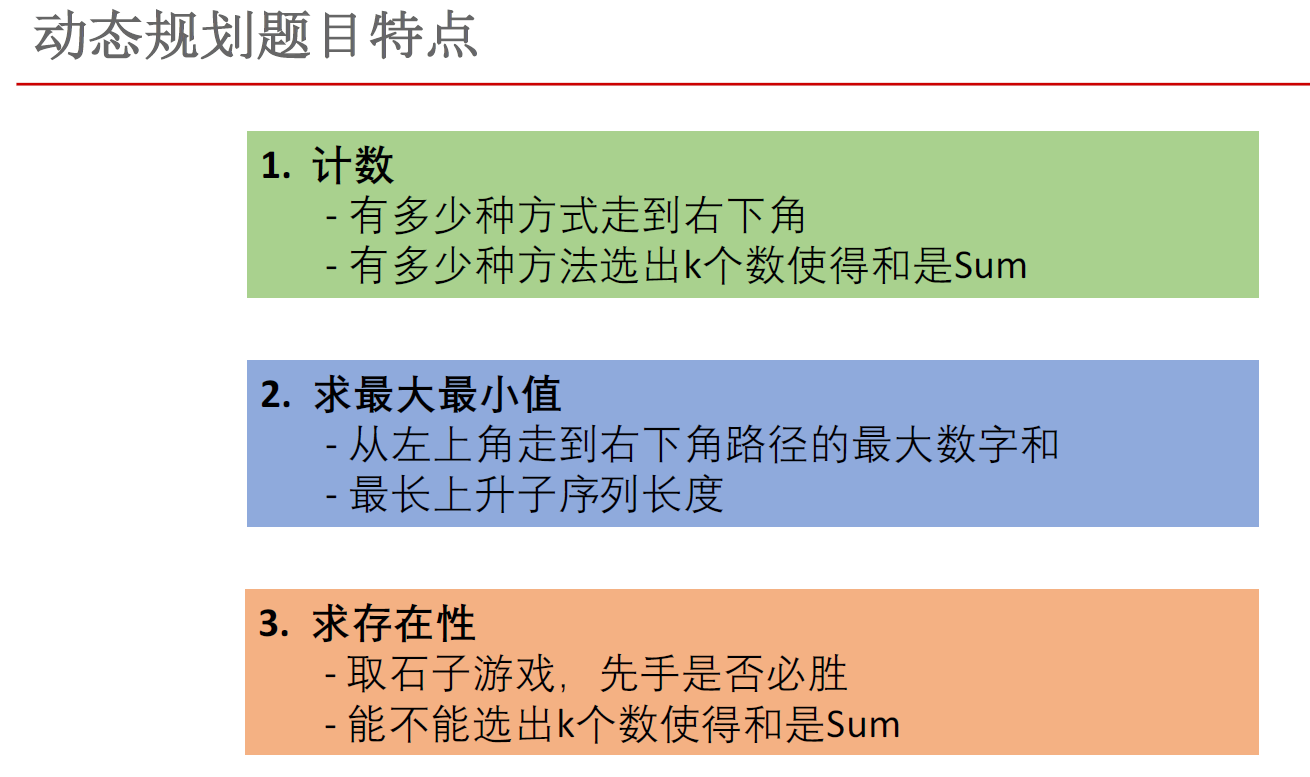 动态规划题目特点
1. 计数
- 有多少种方式走到右下角
- 有多少种方法选出k个数使得和是Sum
2. 求最大最小值
- 从左上角走到右下角路径的最大数字和
- 最长上升子序列长度
3. 求存在性
- 取石子游戏，先手是否必胜
- 能不能选出k个数使得和是Sum